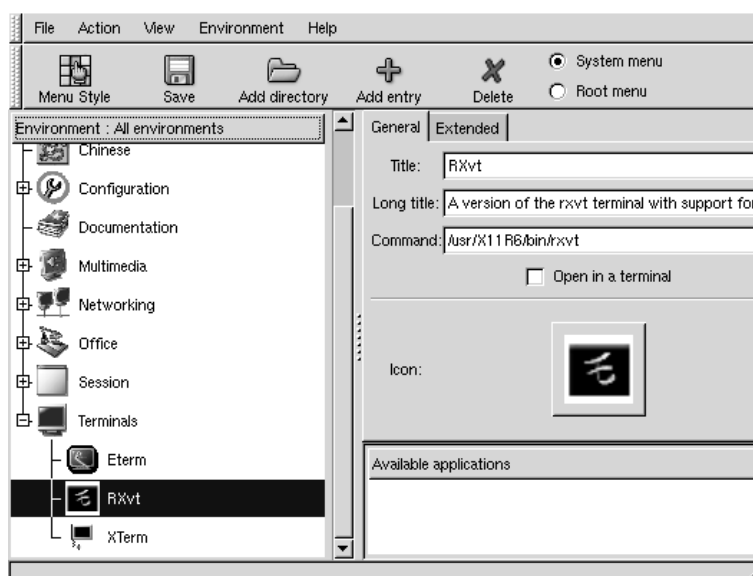 File Action View Environment Help
Menu Style Save Add directory Add entry Delete
System menu
Root menu
Environment : All environments
Chinese
Configuration
Documentation
Multimedia
Networking
Office
Session
Terminals
Eterm
RXvt
XTerm
General Extended
Title: RXvt
Long title: A version of the rxvt terminal with support for
Command: /usr/X11R6/bin/rxvt
Open in a terminal
Icon:
毛
Available applications